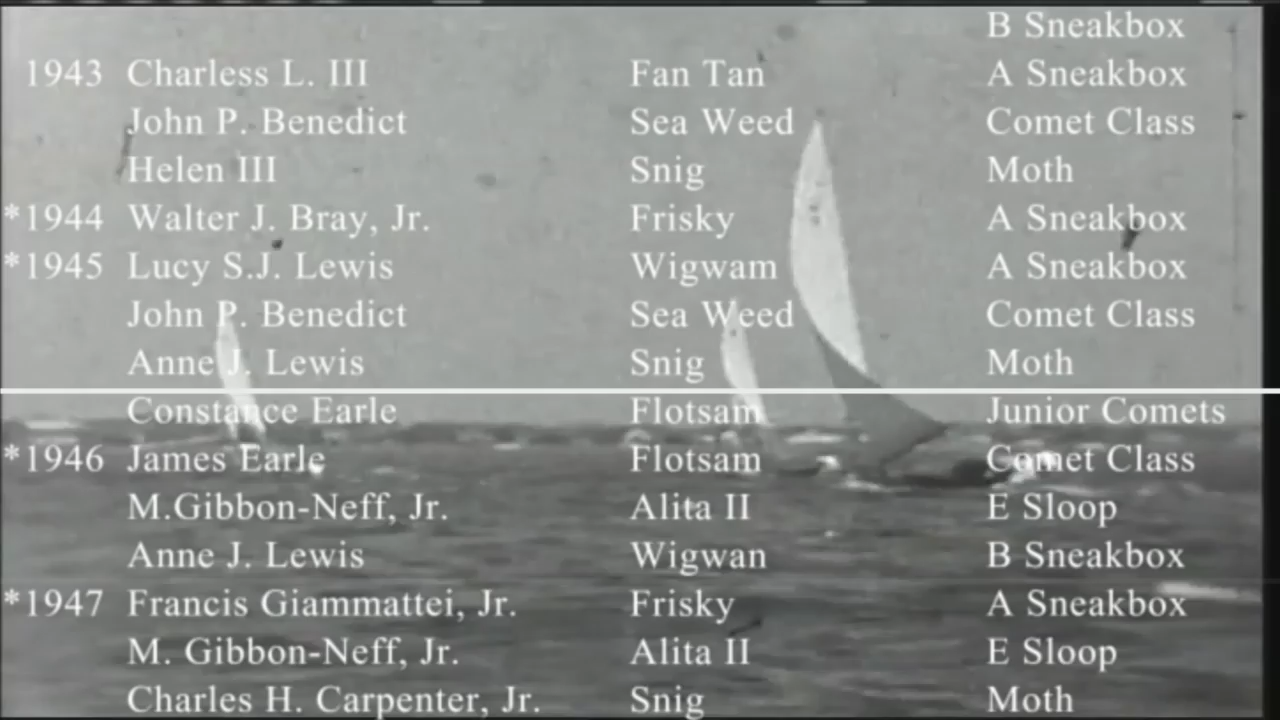 B Sneakbox
1943 Charless L. III Fan Tan A Sneakbox
John P. Benedict Sea Weed Comet Class
Helen III Snig Moth
*1944 Walter J. Bray, Jr. Frisky A Sneakbox
*1945 Lucy S.J. Lewis Wigwam A Sneakbox
John P. Benedict Sea Weed Comet Class
Anne J. Lewis Snig Moth
Constance Earle Flotsam Junior Comets
*1946 James Earle Flotsam Comet Class
M.Gibbon-Neff, Jr. Alita II E Sloop
Anne J. Lewis Wigwan B Sneakbox
*1947 Francis Giammattei, Jr. Frisky A Sneakbox
M. Gibbon-Neff, Jr. Alita II E Sloop
Charles H. Carpenter, Jr. Snig Moth